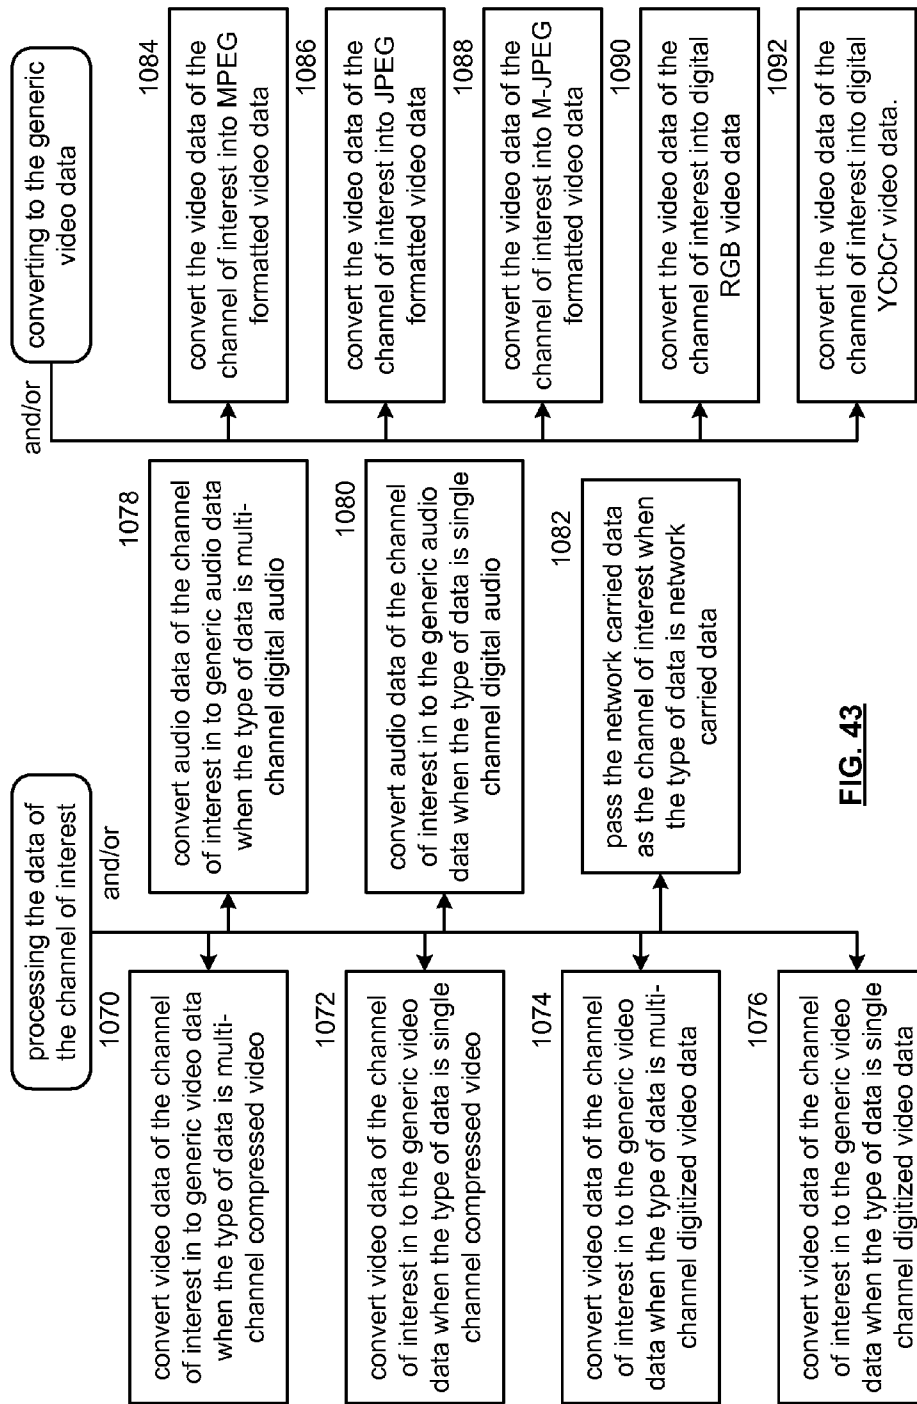 processing the data of
the channel of interest
and/or
1070
convert video data of the channel
of interest in to generic video data
when the type of data is multi-
channel compressed video
1072
convert video data of the channel
of interest in to the generic video
data when the type of data is single
channel compressed video
1074
convert video data of the channel
of interest in to the generic video
data when the type of data is multi-
channel digitized video data
1076
convert video data of the channel
of interest in to the generic video
data when the type of data is single
channel digitized video data
1078
convert audio data of the channel
of interest in to generic audio data
when the type of data is multi-
channel digital audio
1080
convert audio data of the channel
of interest in to the generic audio
data when the type of data is single
channel digital audio
1082
pass the network carried data
as the channel of interest when
the type of data is network
carried data
converting to the generic
video data
and/or
1084
convert the video data of the
channel of interest into MPEG
formatted video data
1086
convert the video data of the
channel of interest into JPEG
formatted video data
1088
convert the video data of the
channel of interest into M-JPEG
formatted video data
1090
convert the video data of the
channel of interest into digital
RGB video data
1092
convert the video data of the
channel of interest into digital
YCbCr video data.
FIG. 43